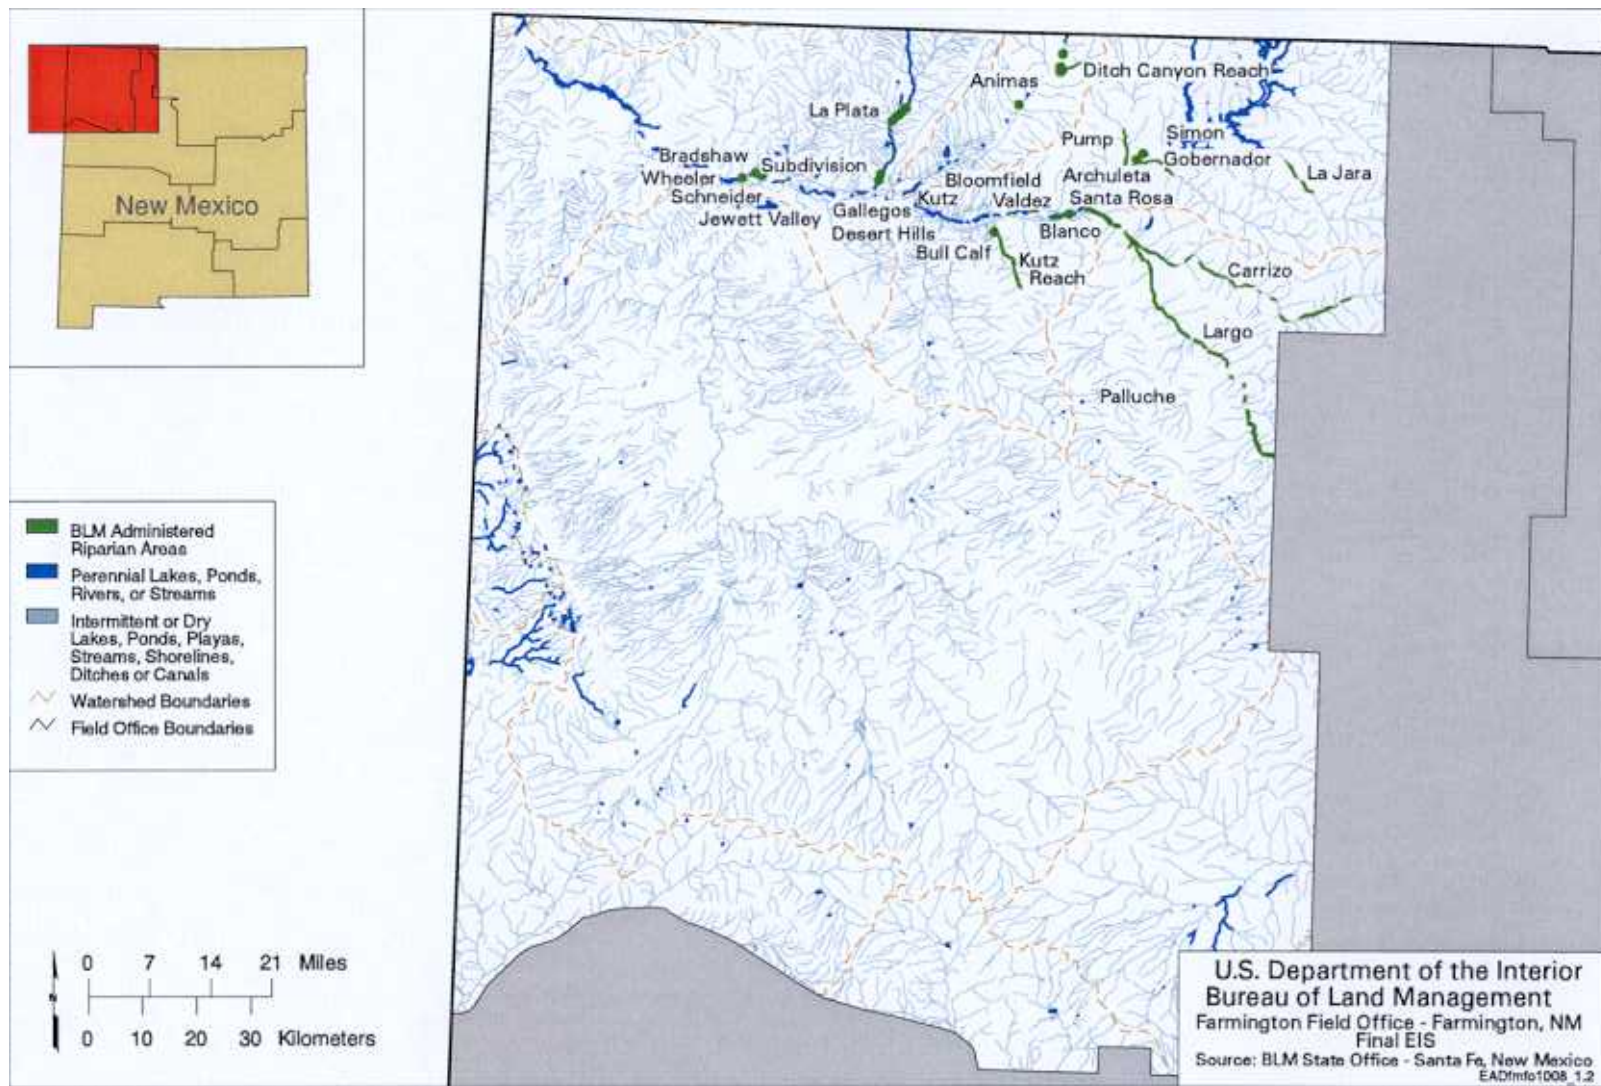 New Mexico
Ditch Canyon Reach
Animas
La Plata
Pump
Simon
Bradshaw
Subdivision
Gobernador
Wheeler
Bloomfield
Archuleta
La Jara
Schneider
Kutz
Valdez
Santa Rosa
Jewett Valley
Gallegos
Desert Hills
Blanco
Bull Calf
Kutz
Reach
Carrizo
Largo
Palluche
BLM Administered
Riparian Areas
Perennial Lakes, Ponds,
Rivers, or Streams
Intermittent or Dry
Lakes, Ponds, Playas,
Streams, Shorelines,
Ditches or Canals
Watershed Boundaries
Field Office Boundaries
0 7 14 21 Miles
N
0 10 20 30 Kilometers
U.S. Department of the Interior
Bureau of Land Management
Farmington Field Office - Farmington, NM
Final EIS
Source: BLM State Office - Santa Fe, New Mexico
EADfmfo1008 1.2